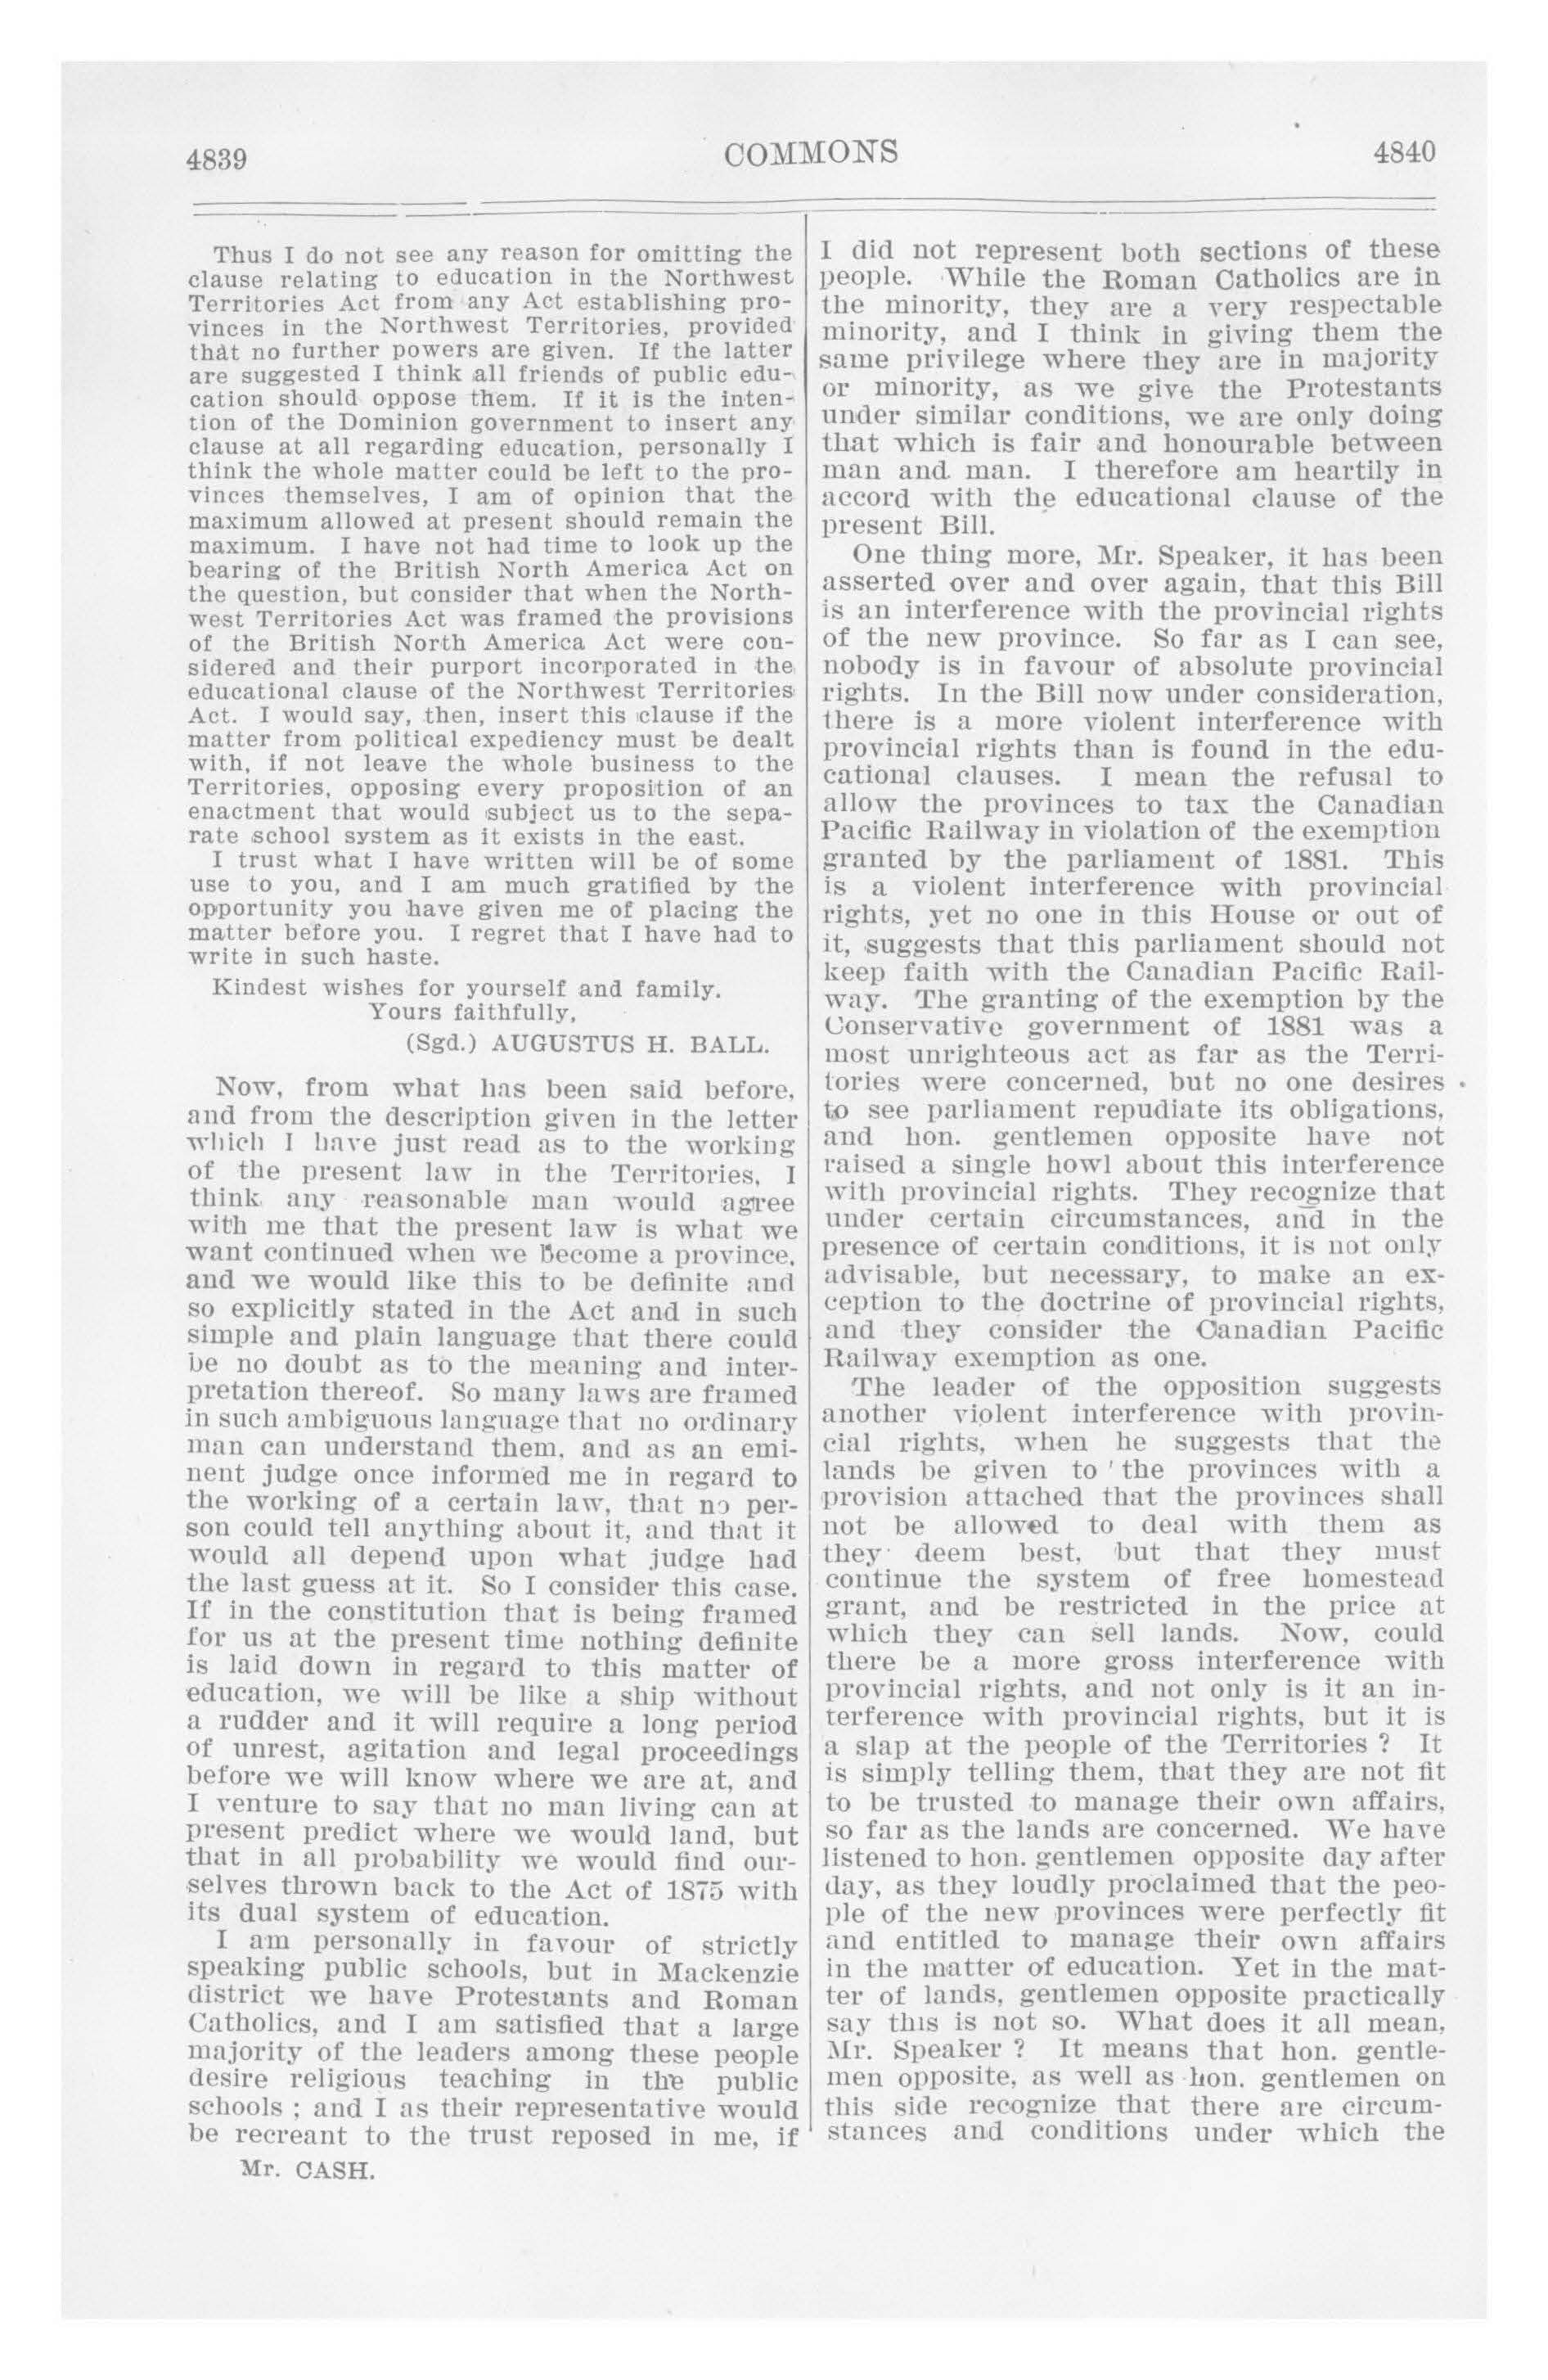 4839
COMMONS
4840
Thus I do not see any reason for omitting the
clause relating to education in the Northwest
Territories Act from any Act establishing pro-
vinces in the Northwest Territories, provided
that no further powers are given. If the latter
are suggested I think all friends of public edu-
cation should oppose them. If it is the inten-
tion of the Dominion government to insert any
clause at all regarding education, personally I
think the whole matter could be left to the pro-
vinces themselves, I am of opinion that the
maximum allowed at present should remain the
maximum. I have not had time to look up the
bearing of the British North America Act on
the question, but consider that when the North-
west Territories Act was framed the provisions
of the British North America Act were con-
sidered and their purport incorporated in the
educational clause of the Northwest Territories
Act. I would say, then, insert this clause if the
matter from political expediency must be dealt
with, if not leave the whole business to the
Territories, opposing every proposition of an
enactment that would subject us to the sepa-
rate school system as it exists in the east.
I trust what I have written will be of some
use to you, and I am much gratified by the
opportunity you have given me of placing the
matter before you. I regret that I have had to
write in such haste.
Kindest wishes for yourself and family.
Yours faithfully,
(Sgd.) AUGUSTUS H. BALL.
Now, from what has been said before,
and from the description given in the letter
which I have just read as to the working
of the present law in the Territories, I
think any reasonable man would agree
with me that the present law is what we
want continued when we become a province,
and we would like this to be definite and
so explicitly stated in the Act and in such
simple and plain language that there could
be no doubt as to the meaning and inter-
pretation thereof. So many laws are framed
in such ambiguous language that no ordinary
man can understand them, and as an emi-
nent judge once informed me in regard to
the working of a certain law, that no per-
son could tell anything about it, and that it
would all depend upon what judge had
the last guess at it. So I consider this case.
If in the constitution that is being framed
for us at the present time nothing definite
is laid down in regard to this matter of
education, we will be like a ship without
a rudder and it will require a long period
of unrest, agitation and legal proceedings
before we will know where we are at, and
I venture to say that no man living can at
present predict where we would land, but
that in all probability we would find our-
selves thrown back to the Act of 1875 with
its dual system of education.
I am personally in favour of strictly
speaking public schools, but in Mackenzie
district we have Protestants and Roman
Catholics, and I am satisfied that a large
majority of the leaders among these people
desire religious teaching in the public
schools ; and I as their representative would
be recreant to the trust reposed in me, if
Mr. CASH.
I did not represent both sections of these
people. While the Roman Catholics are in
the minority, they are a very respectable
minority, and I think in giving them the
same privilege where they are in majority
or minority, as we give the Protestants
under similar conditions, we are only doing
that which is fair and honourable between
man and man. I therefore am heartily in
accord with the educational clause of the
present Bill.
One thing more, Mr. Speaker, it has been
asserted over and over again, that this Bill
is an interference with the provincial rights
of the new province. So far as I can see,
nobody is in favour of absolute provincial
rights. In the Bill now under consideration,
there is a more violent interference with
provincial rights than is found in the edu-
cational clauses. I mean the refusal to
allow the provinces to tax the Canadian
Pacific Railway in violation of the exemption
granted by the parliament of 1881. This
is a violent interference with provincial
rights, yet no one in this House or out of
it, suggests that this parliament should not
keep faith with the Canadian Pacific Rail-
way. The granting of the exemption by the
Conservative government of 1881 was a
most unrighteous act as far as the Terri-
tories were concerned, but no one desires
to see parliament repudiate its obligations,
and hon. gentlemen opposite have not
raised a single howl about this interference
with provincial rights. They recognize that
under certain circumstances, and in the
presence of certain conditions, it is not only
advisable, but necessary, to make an ex-
ception to the doctrine of provincial rights,
and they consider the Canadian Pacific
Railway exemption as one.
The leader of the opposition suggests
another violent interference with provin-
cial rights, when he suggests that the
lands be given to the provinces with a
provision attached that the provinces shall
not be allowed to deal with them as
they deem best, but that they must
continue the system of free homestead
grant, and be restricted in the price at
which they can sell lands. Now, could
there be a more gross interference with
provincial rights, and not only is it an in-
terference with provincial rights, but it is
a slap at the people of the Territories ? It
is simply telling them, that they are not fit
to be trusted to manage their own affairs,
so far as the lands are concerned. We have
listened to hon. gentlemen opposite day after
day, as they loudly proclaimed that the peo-
ple of the new provinces were perfectly fit
and entitled to manage their own affairs
in the matter of education. Yet in the mat-
ter of lands, gentlemen opposite practically
say this is not so. What does it all mean,
Mr. Speaker ? It means that hon. gentle-
men opposite, as well as hon. gentlemen on
this side recognize that there are circum-
stances and conditions under which the